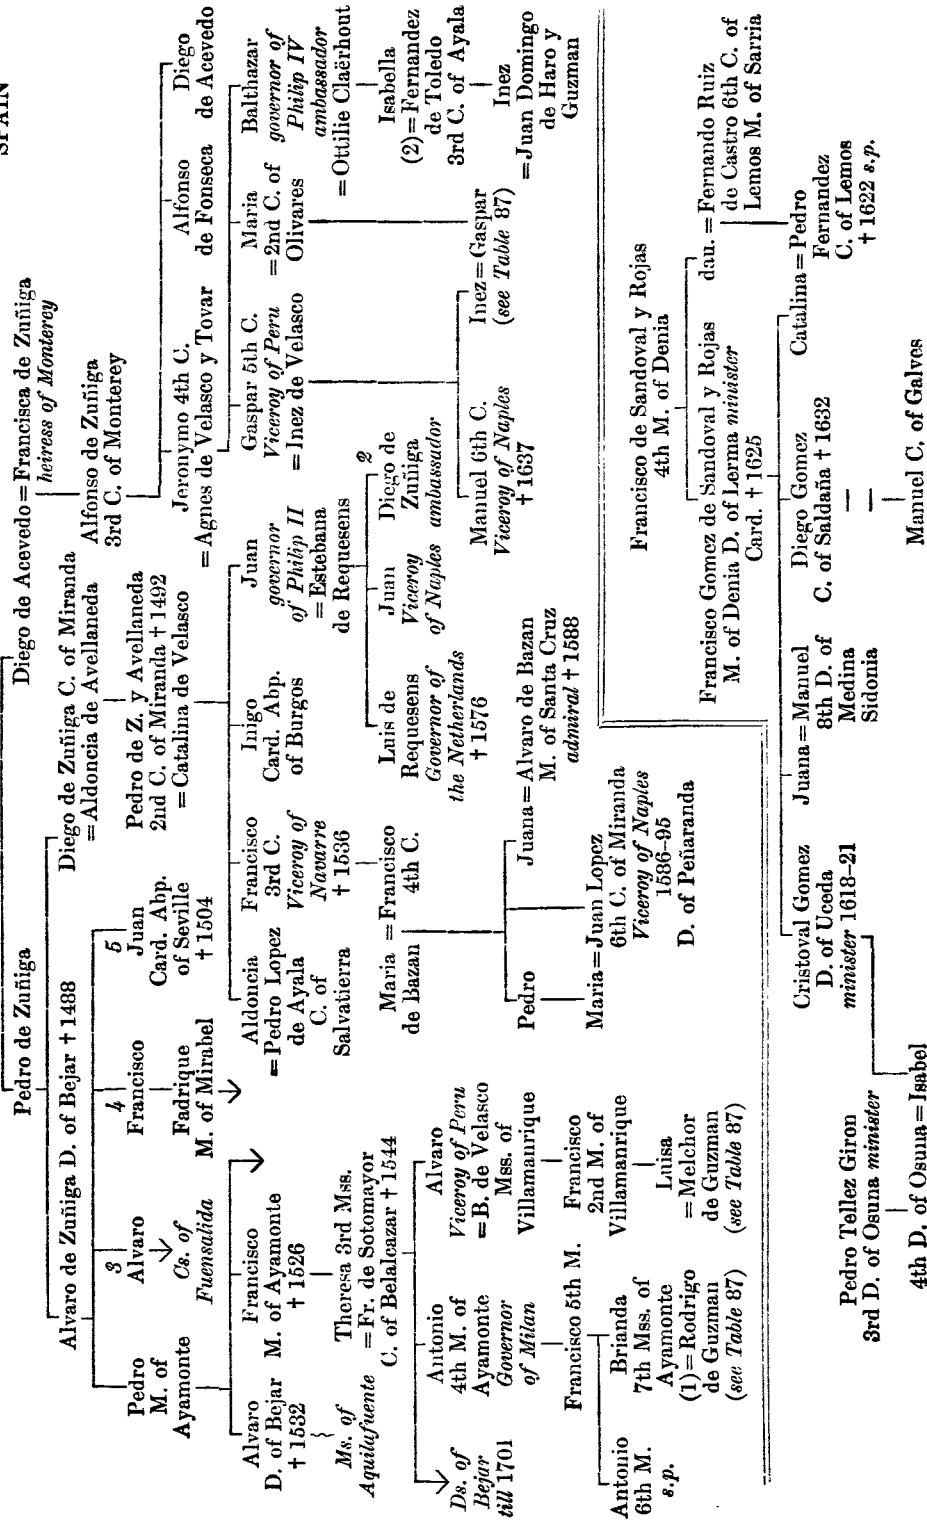 SPAIN
Pedro de Zuñiga
Diego de Acevedo = Francisca de Zuñiga
heiress of Monterey
Alvaro de Zuñiga D. of Bejar † 1488
Diego de Zuñiga C. of Miranda
= Aldoncia de Avellaneda
Alfonso de Zuñiga
3rd C. of Monterey
Pedro
M. of
Ayamonte
3
Alvaro
Cs. of
Fuensalida
4
Francisco
Fadrique
M. of Mirabel
5
Juan
Card. Abp.
of Seville
† 1504
Pedro de Z. y Avellaneda
2nd C. of Miranda † 1492
= Catalina de Velasco
Jeronymo 4th C.
= Agnes de Velasco y Tovar
Alfonso
de Fonseca
Diego
de Acevedo
Alvaro
D. of Bejar
† 1532
Ms. of
Aquilafuente
Francisco
M. of Ayamonte
† 1526
Theresa 3rd Mss.
= Fr. de Sotomayor
C. of Belalcazar † 1544
Aldoncia
= Pedro Lopez
de Ayala
C. of
Salvatierra
Francisco
3rd C.
Viceroy of
Navarre
† 1536
Inigo
Card. Abp.
of Burgos
Juan
governor
of Philip II
= Estebana
de Requesens
Gaspar 5th C.
Viceroy of Peru
= Inez de Velasco
Maria
= 2nd C. of
Olivares
Balthazar
governor of
Philip IV
ambassador
= Ottilie Claërhout
Maria = Francisco
de Bazan 4th C.
Luis de
Requesens
Governor of
the Netherlands
† 1576
Juan
Viceroy
of Naples
2
Diego de
Zuñiga
ambassador
Isabella
(2) = Fernandez
de Toledo
3rd C. of Ayala
Ds. of
Bejar
till 1701
Antonio
4th M. of
Ayamonte
Governor
of Milan
Alvaro
Viceroy of Peru
= B. de Velasco
Mss. of
Villamanrique
Pedro
Juana = Alvaro de Bazan
M. of Santa Cruz
admiral † 1588
Manuel 6th C.
Viceroy of Naples
† 1637
Inez = Gaspar
(see Table 87)
Inez
= Juan Domingo
de Haro y
Guzman
Francisco 5th M.
Francisco
2nd M. of
Villamanrique
Maria = Juan Lopez
6th C. of Miranda
Viceroy of Naples
1586–95
D. of Peñaranda
Antonio
6th M.
s.p.
Brianda
7th Mss. of
Ayamonte
(1) = Rodrigo
de Guzman
(see Table 87)
Luisa
= Melchor
de Guzman
(see Table 87)
Francisco de Sandoval y Rojas
4th M. of Denia
Francisco Gomez de Sandoval y Rojas
M. of Denia D. of Lerma minister
Card. † 1625
dau. = Fernando Ruiz
de Castro 6th C. of
Lemos M. of Sarria
Cristoval Gomez
D. of Uceda
minister 1618–21
Juana = Manuel
8th D. of
Medina
Sidonia
Diego Gomez
C. of Saldaña † 1632
—
—
Manuel C. of Galves
Catalina = Pedro
Fernandez
C. of Lemos
† 1622 s.p.
Pedro Tellez Giron
3rd D. of Osuna minister
4th D. of Osuna = Isabel